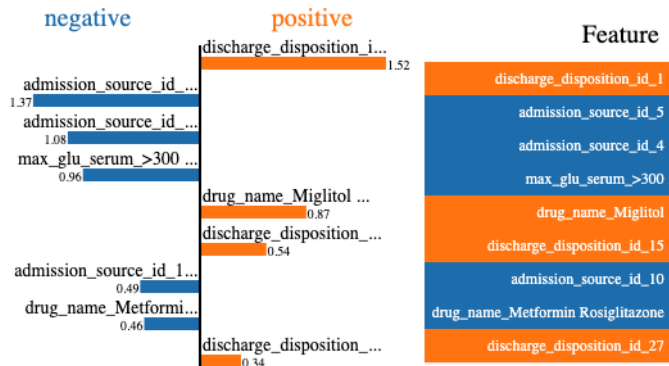 negative
positive
discharge_disposition_i...
1.52
admission_source_id_...
1.37
admission_source_id_...
1.08
max_glu_serum_>300 ...
0.96
drug_name_Miglitol ...
0.87
discharge_disposition_...
0.54
admission_source_id_1...
0.49
drug_name_Metformi...
0.46
discharge_disposition_...
0.34
Feature
discharge_disposition_id_1
admission_source_id_5
admission_source_id_4
max_glu_serum_>300
drug_name_Miglitol
discharge_disposition_id_15
admission_source_id_10
drug_name_Metformin Rosiglitazone
discharge_disposition_id_27